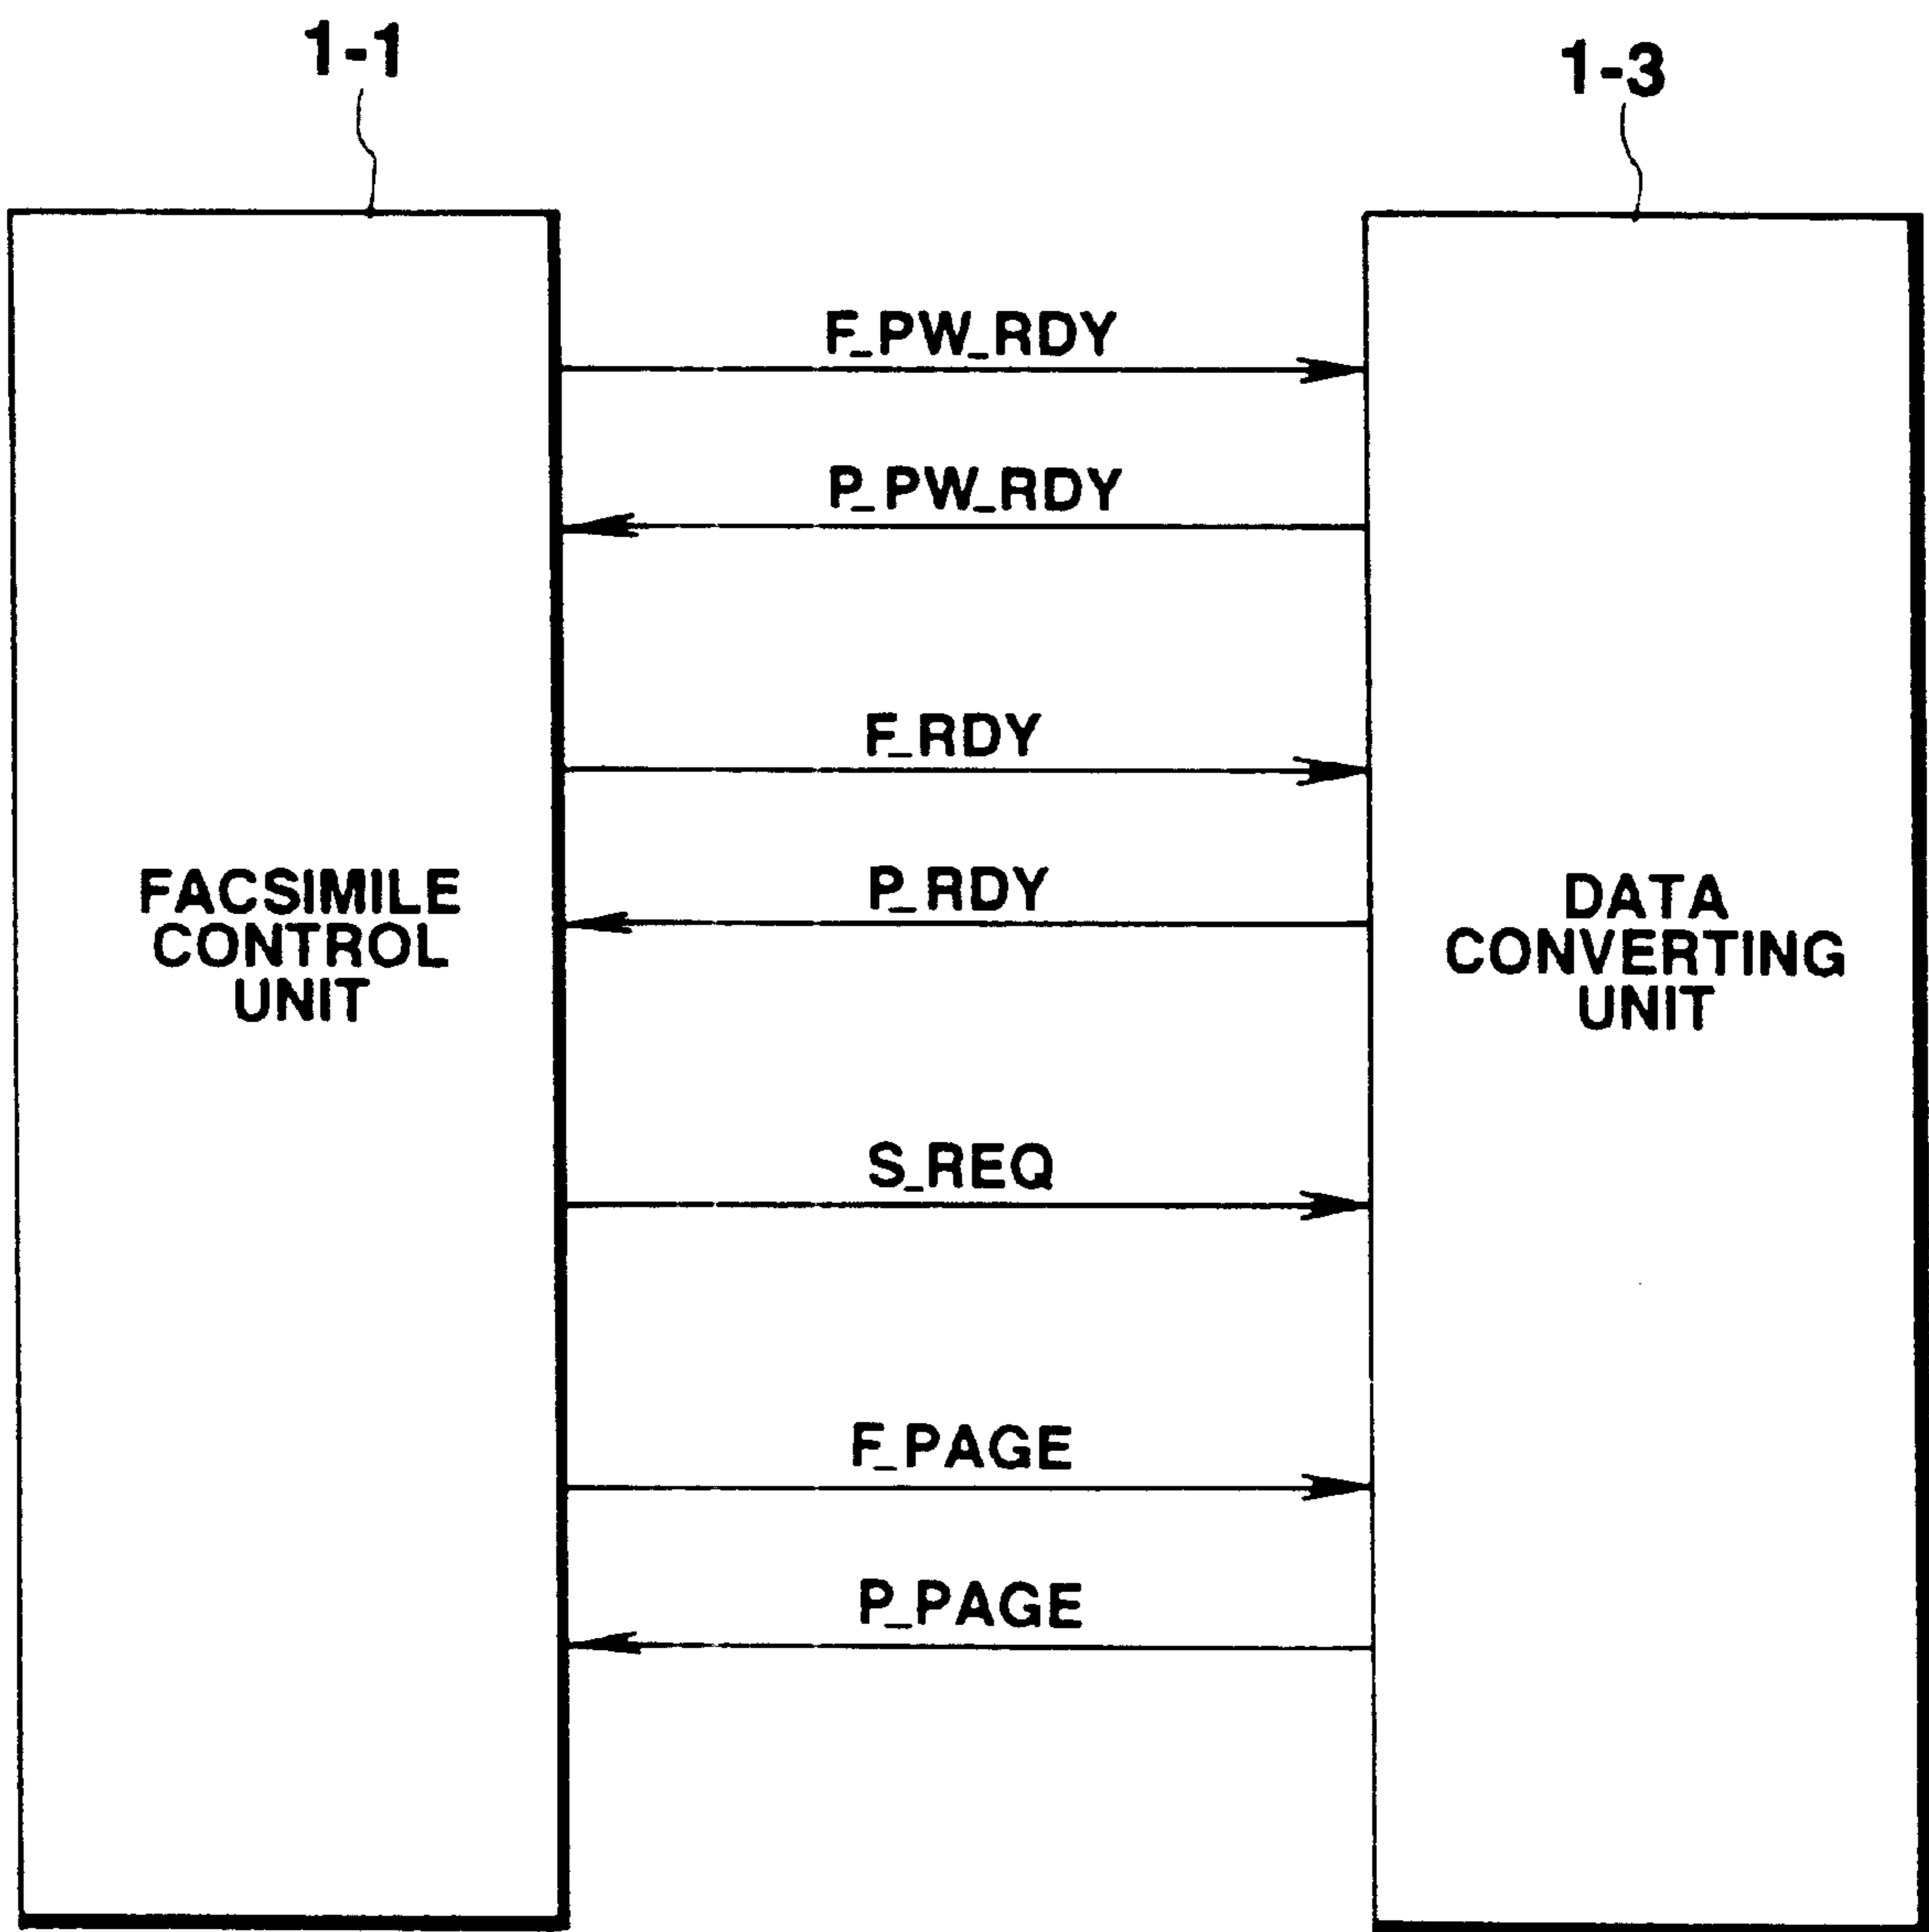 1-1
1-3
F_PW_RDY
P_PW_RDY
F_RDY
P_RDY
FACSIMILE
CONTROL
UNIT
DATA
CONVERTING
UNIT
S_REQ
F_PAGE
P_PAGE